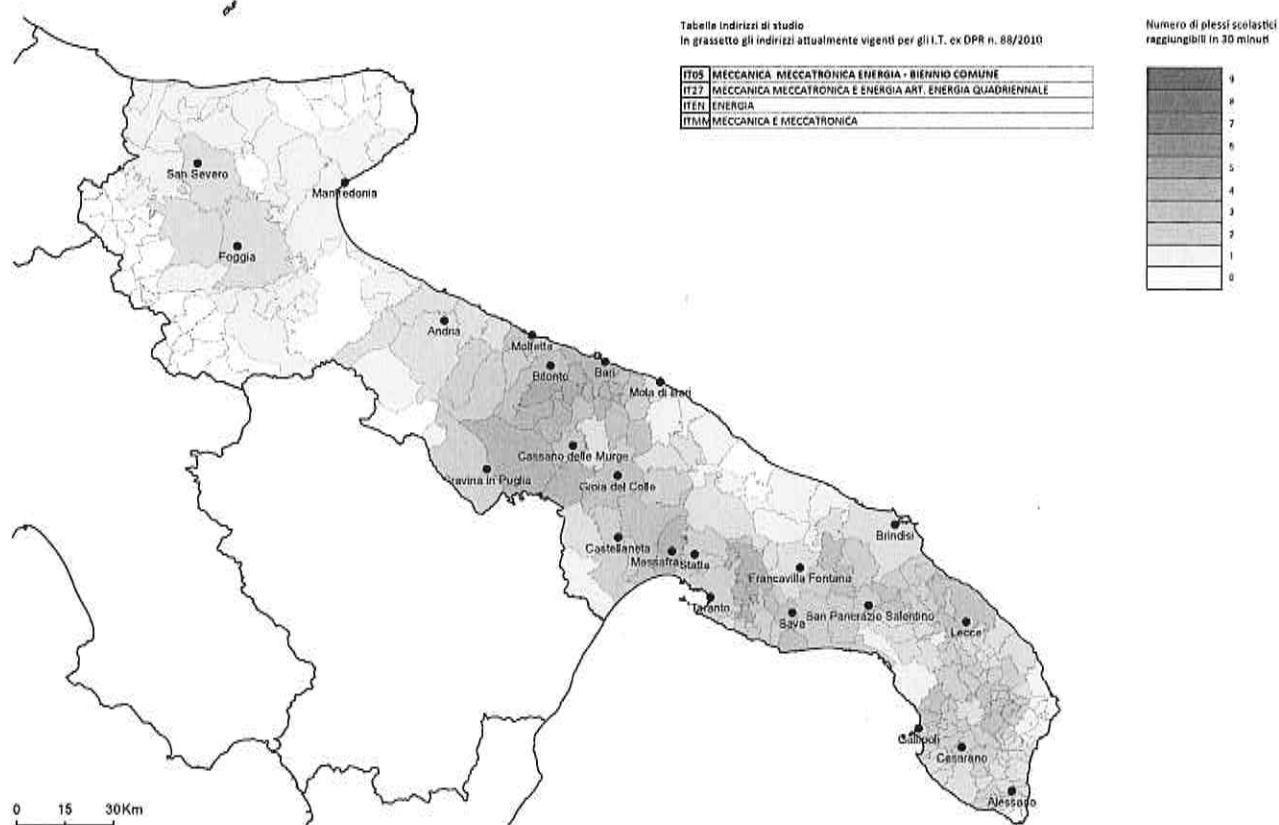 Tabelle indirizzi di studio
In grassetto gli indirizzi attualmente vigenti per gli I.T. ex DPR n. 88/2010
IT05 MECCANICA MECCATRONICA ENERGIA - BIENNIO COMUNE
IT27 MECCANICA MECCATRONICA E ENERGIA ART. ENERGIA QUADRIENNALE
ITEN ENERGIA
ITMM MECCANICA E MECCATRONICA
Numero di plessi scolastici
raggiungibili in 30 minuti
9
8
7
6
5
4
3
2
1
0
San Severo
Manfredonia
Foggia
Andria
Molfetta
Bitonto
Bari
Mola di Bari
Cassano delle Murge
Gravina in Puglia
Gioia del Colle
Castellaneta
Massafra
Statte
Brindisi
Francavilla Fontana
Taranto
Sava
San Pancrazio Salentino
Lecce
Gallipoli
Casarano
Alessano
0 15 30Km